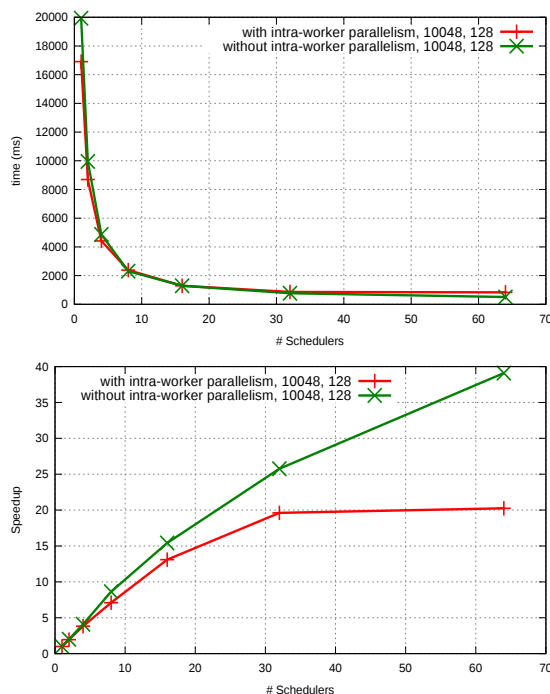 20000
18000
16000
14000
12000
10000
8000
6000
4000
2000
0
time (ms)
with intra-worker parallelism, 10048, 128
without intra-worker parallelism, 10048, 128
0 10 20 30 40 50 60 70
# Schedulers
40
35
30
25
20
15
10
5
0
Speedup
with intra-worker parallelism, 10048, 128
without intra-worker parallelism, 10048, 128
0 10 20 30 40 50 60 70
# Schedulers